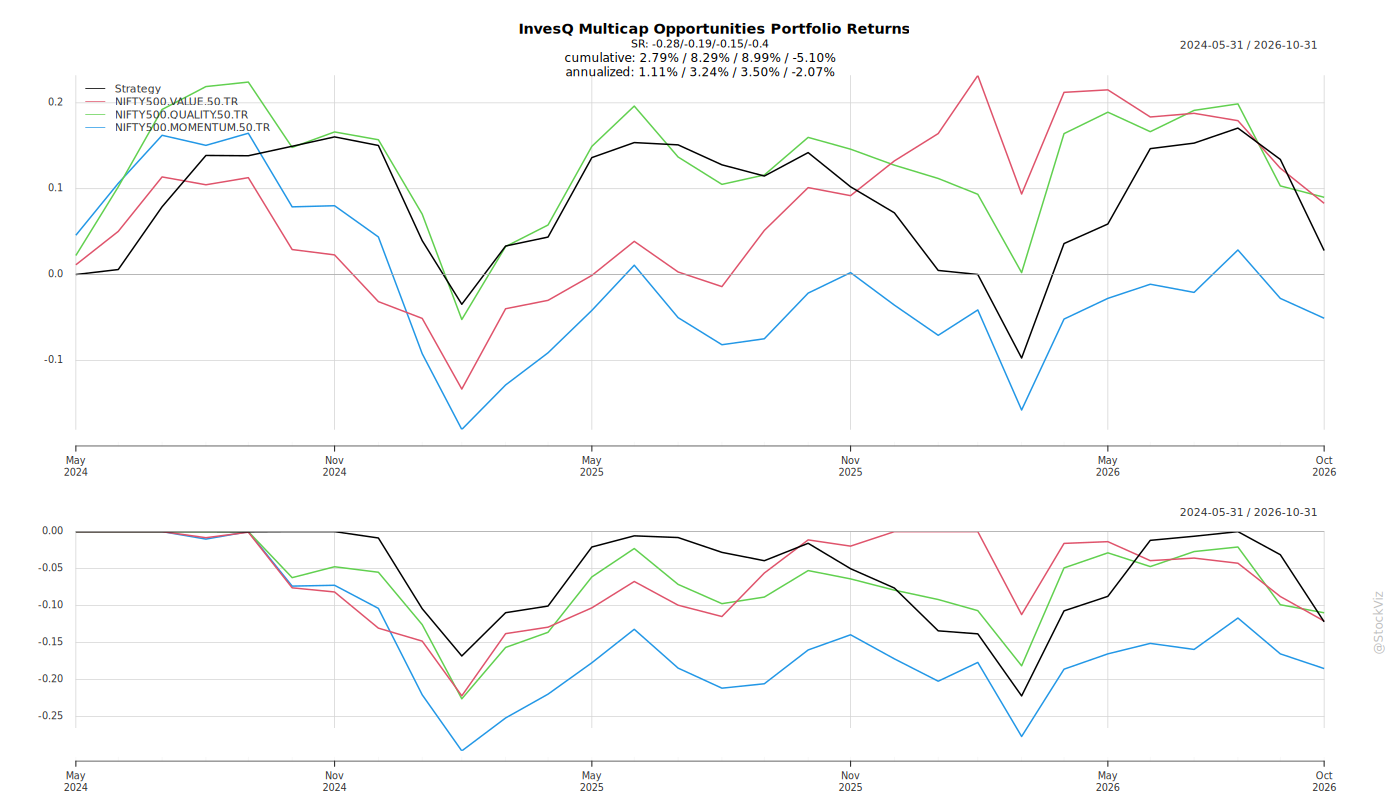 InvesQ Multicap Opportunities Portfolio Returns
SR: -0.28/-0.19/-0.15/-0.4
cumulative: 2.79% / 8.29% / 8.99% / -5.10%
annualized: 1.11% / 3.24% / 3.50% / -2.07%
2024-05-31 / 2026-10-31
Strategy
NIFTY500.VALUE.50.TR
NIFTY500.QUALITY50.TR
NIFTY500.MOMENTUM.50.TR
0.2
0.1
0.0
-0.1
May Nov May Nov May Oct
2024 2024 2025 2025 2026 2026
2024-05-31 / 2026-10-31
0.00
-0.05
-0.10
-0.15
-0.20
-0.25
May Nov May Nov May Oct
2024 2024 2025 2025 2026 2026
@StockViz